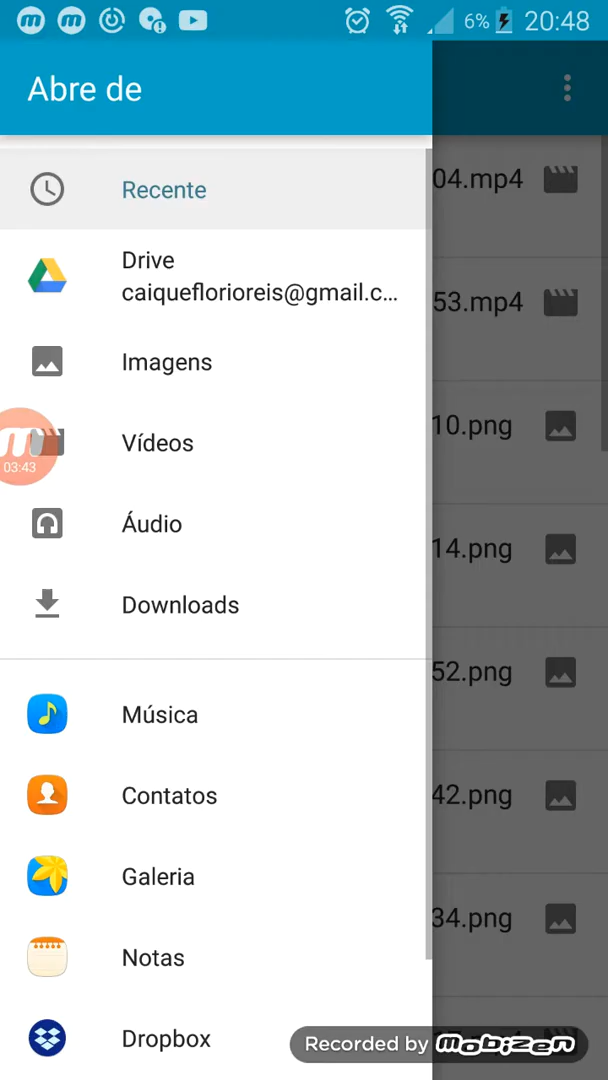 6% 20:48
Abre de
Recente
04.mp4
Drive
caiqueflorioreis@gmail.c...
53.mp4
Imagens
10.png
Vídeos
03:43
Áudio
14.png
Downloads
52.png
Música
Contatos
42.png
Galeria
34.png
Notas
Dropbox
Recorded by mobizen